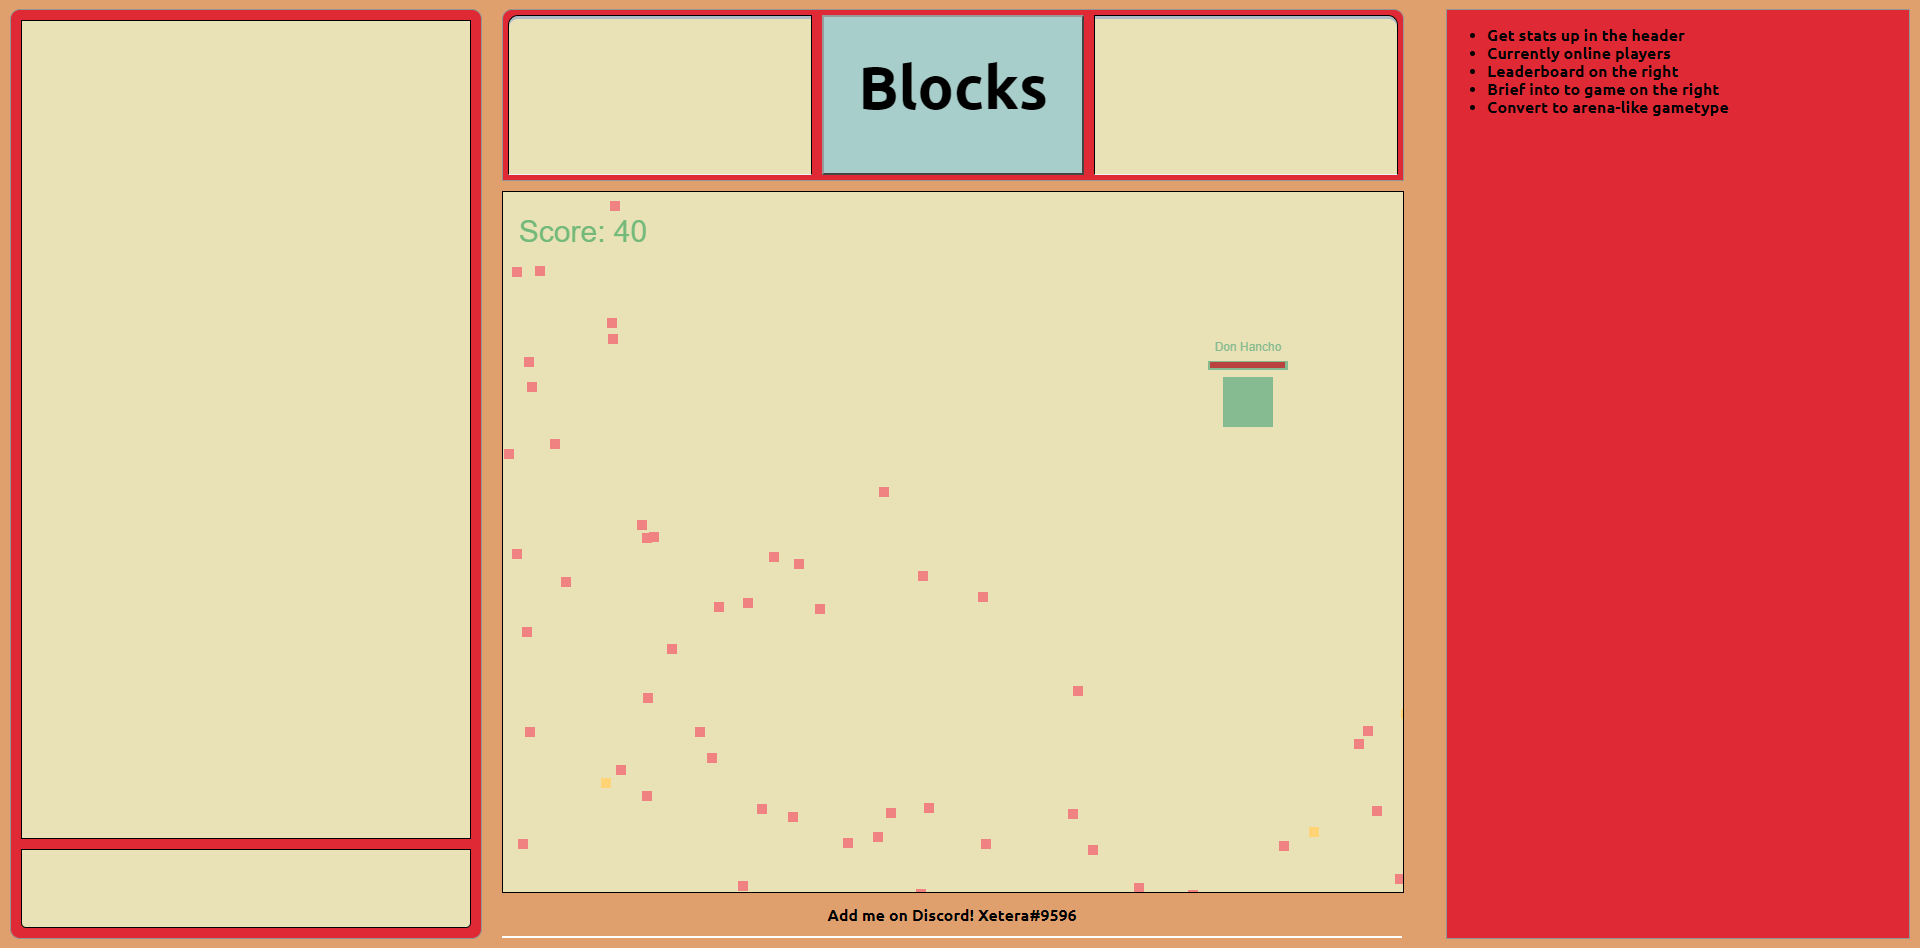 Blocks
Score: 40
Don Hancho
Add me on Discord! Xetera#9596
Get stats up in the header
Currently online players
Leaderboard on the right
Brief into to game on the right
Convert to arena-like gametype